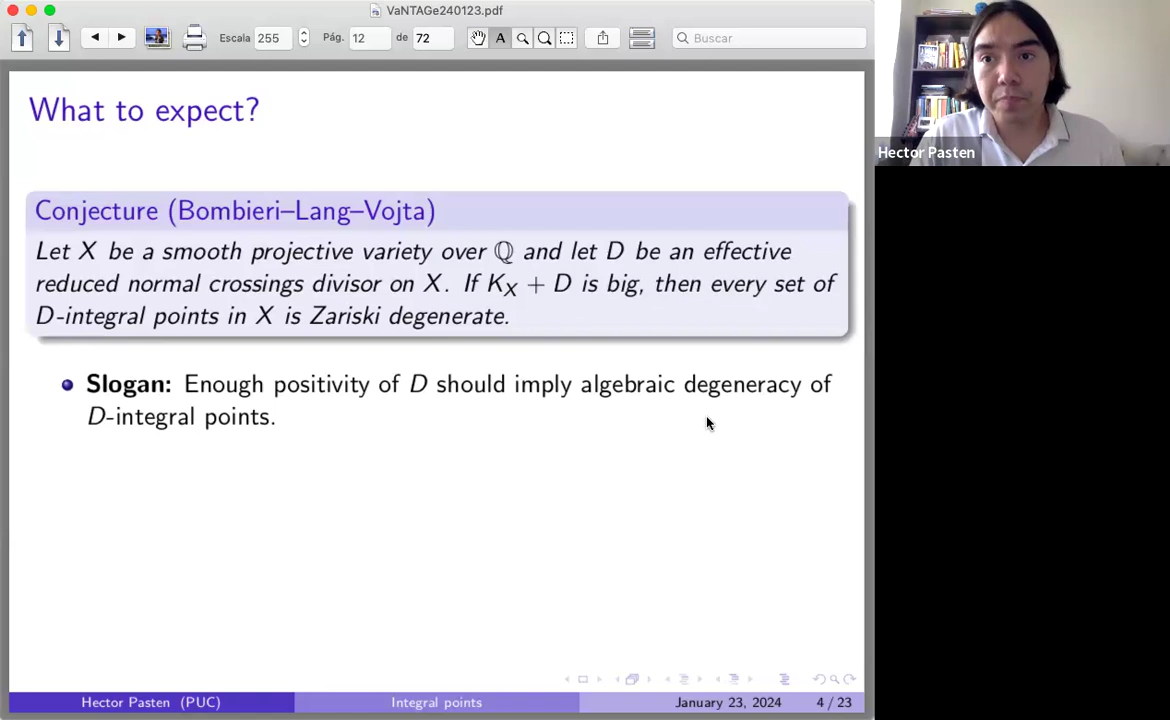 VaNTAGe240123.pdf
Escala 255 Pág. 12 de 72 A Buscar
What to expect?
Conjecture (Bombieri–Lang–Vojta)
Let X be a smooth projective variety over ℚ and let D be an effective
reduced normal crossings divisor on X. If K_X + D is big, then every set of
D-integral points in X is Zariski degenerate.
Slogan: Enough positivity of D should imply algebraic degeneracy of
D-integral points.
Hector Pasten (PUC) Integral points January 23, 2024 4 / 23
Hector Pasten